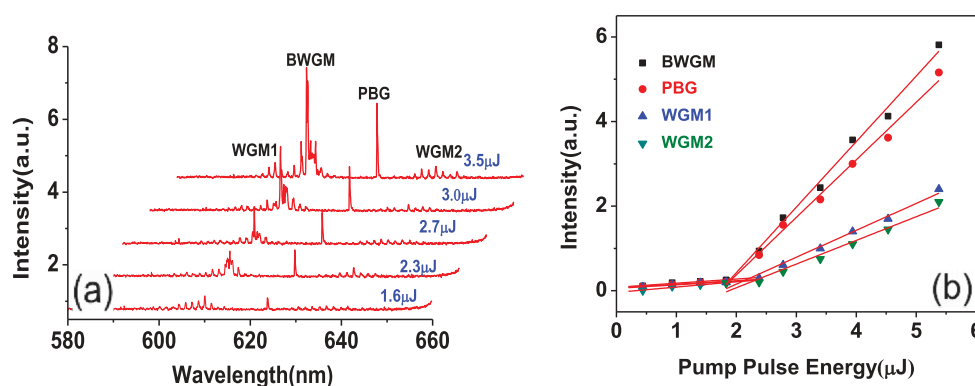 8
6
4
2
Intensity(a.u.)
BWGM
PBG
WGM1
WGM2
3.5μJ
3.0μJ
2.7μJ
2.3μJ
1.6μJ
(a)
580 600 620 640 660
Wavelength(nm)
6
4
2
0
Intensity(a.u.)
BWGM
PBG
WGM1
WGM2
(b)
0 1 2 3 4 5 6
Pump Pulse Energy(μJ)